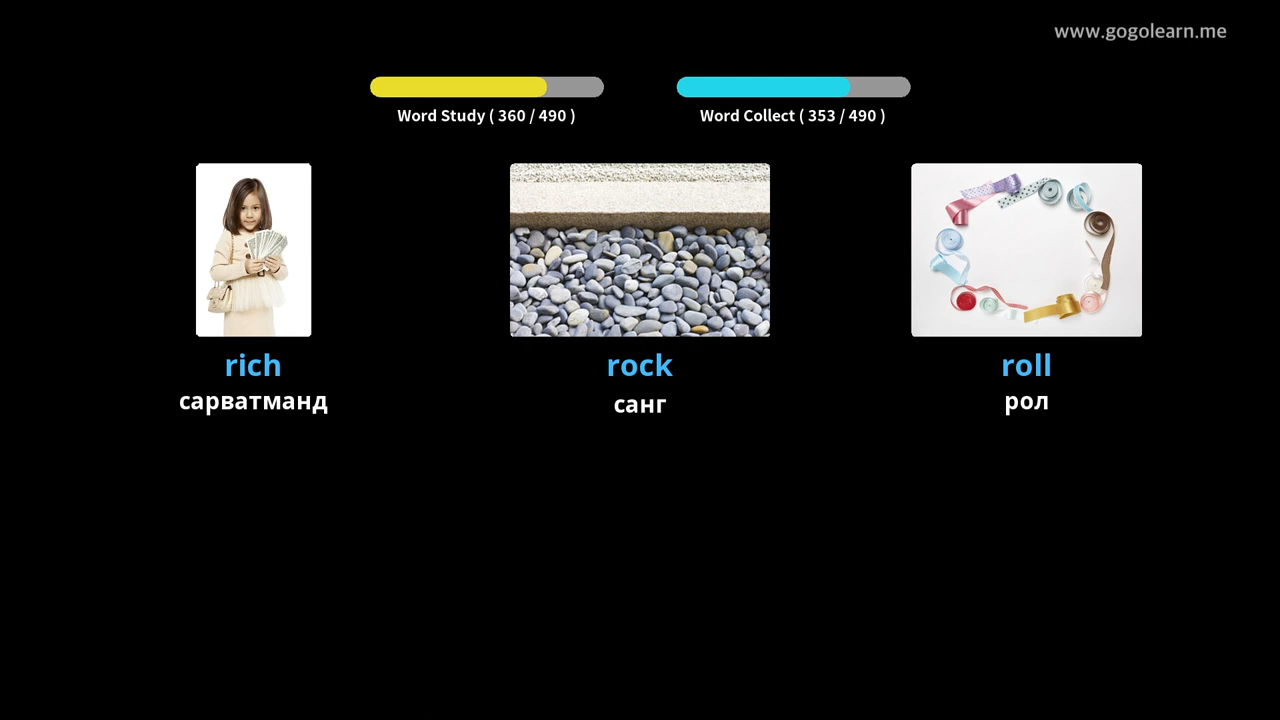 www.gogolearn.me
Word Study ( 360 / 490 )
Word Collect ( 353 / 490 )
rich
сарватманд
rock
санг
roll
рол